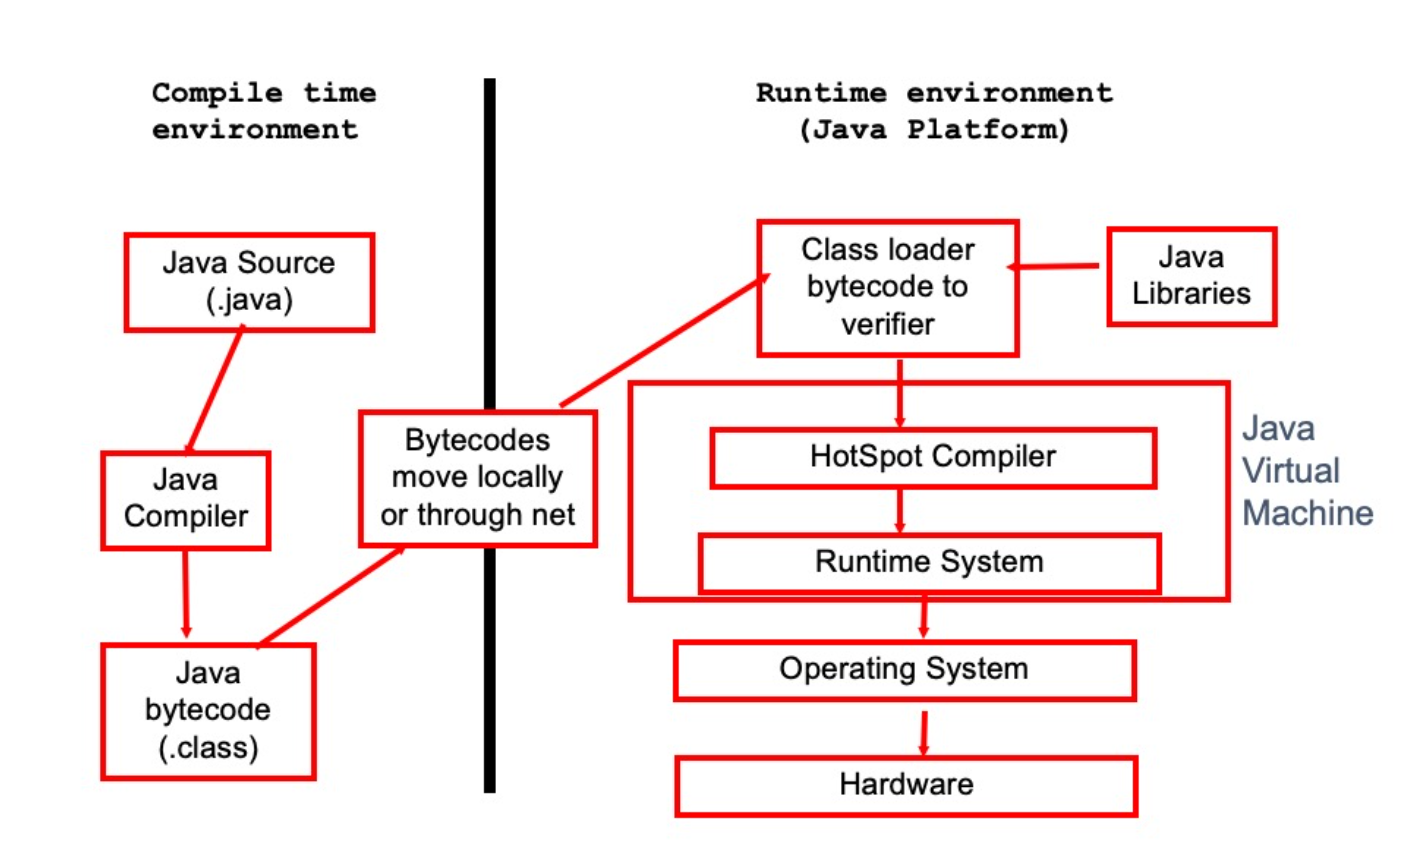 Compile time
environment
Runtime environment
(Java Platform)
Java Source
(.java)
Java
Compiler
Java
bytecode
(.class)
Bytecodes
move locally
or through net
Class loader
bytecode to
verifier
Java
Libraries
HotSpot Compiler
Runtime System
Java
Virtual
Machine
Operating System
Hardware